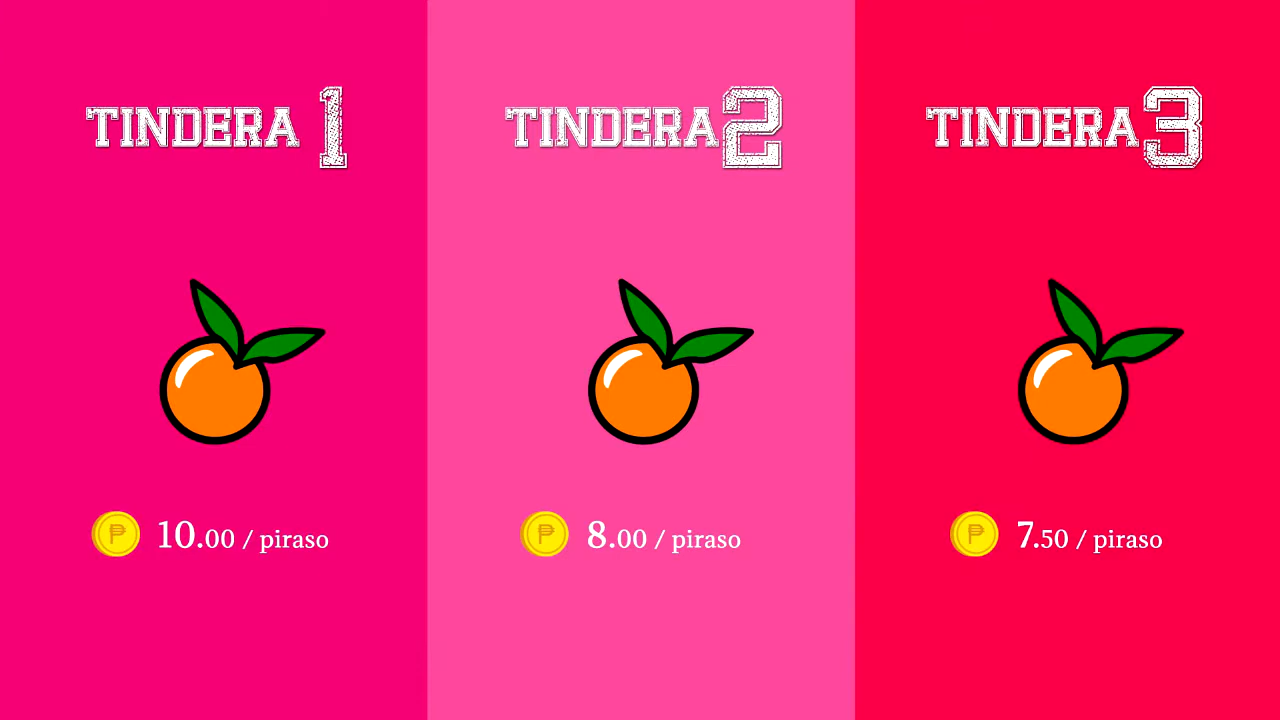 TINDERA 1
₱ 10.00 / piraso
TINDERA 2
₱ 8.00 / piraso
TINDERA 3
₱ 7.50 / piraso